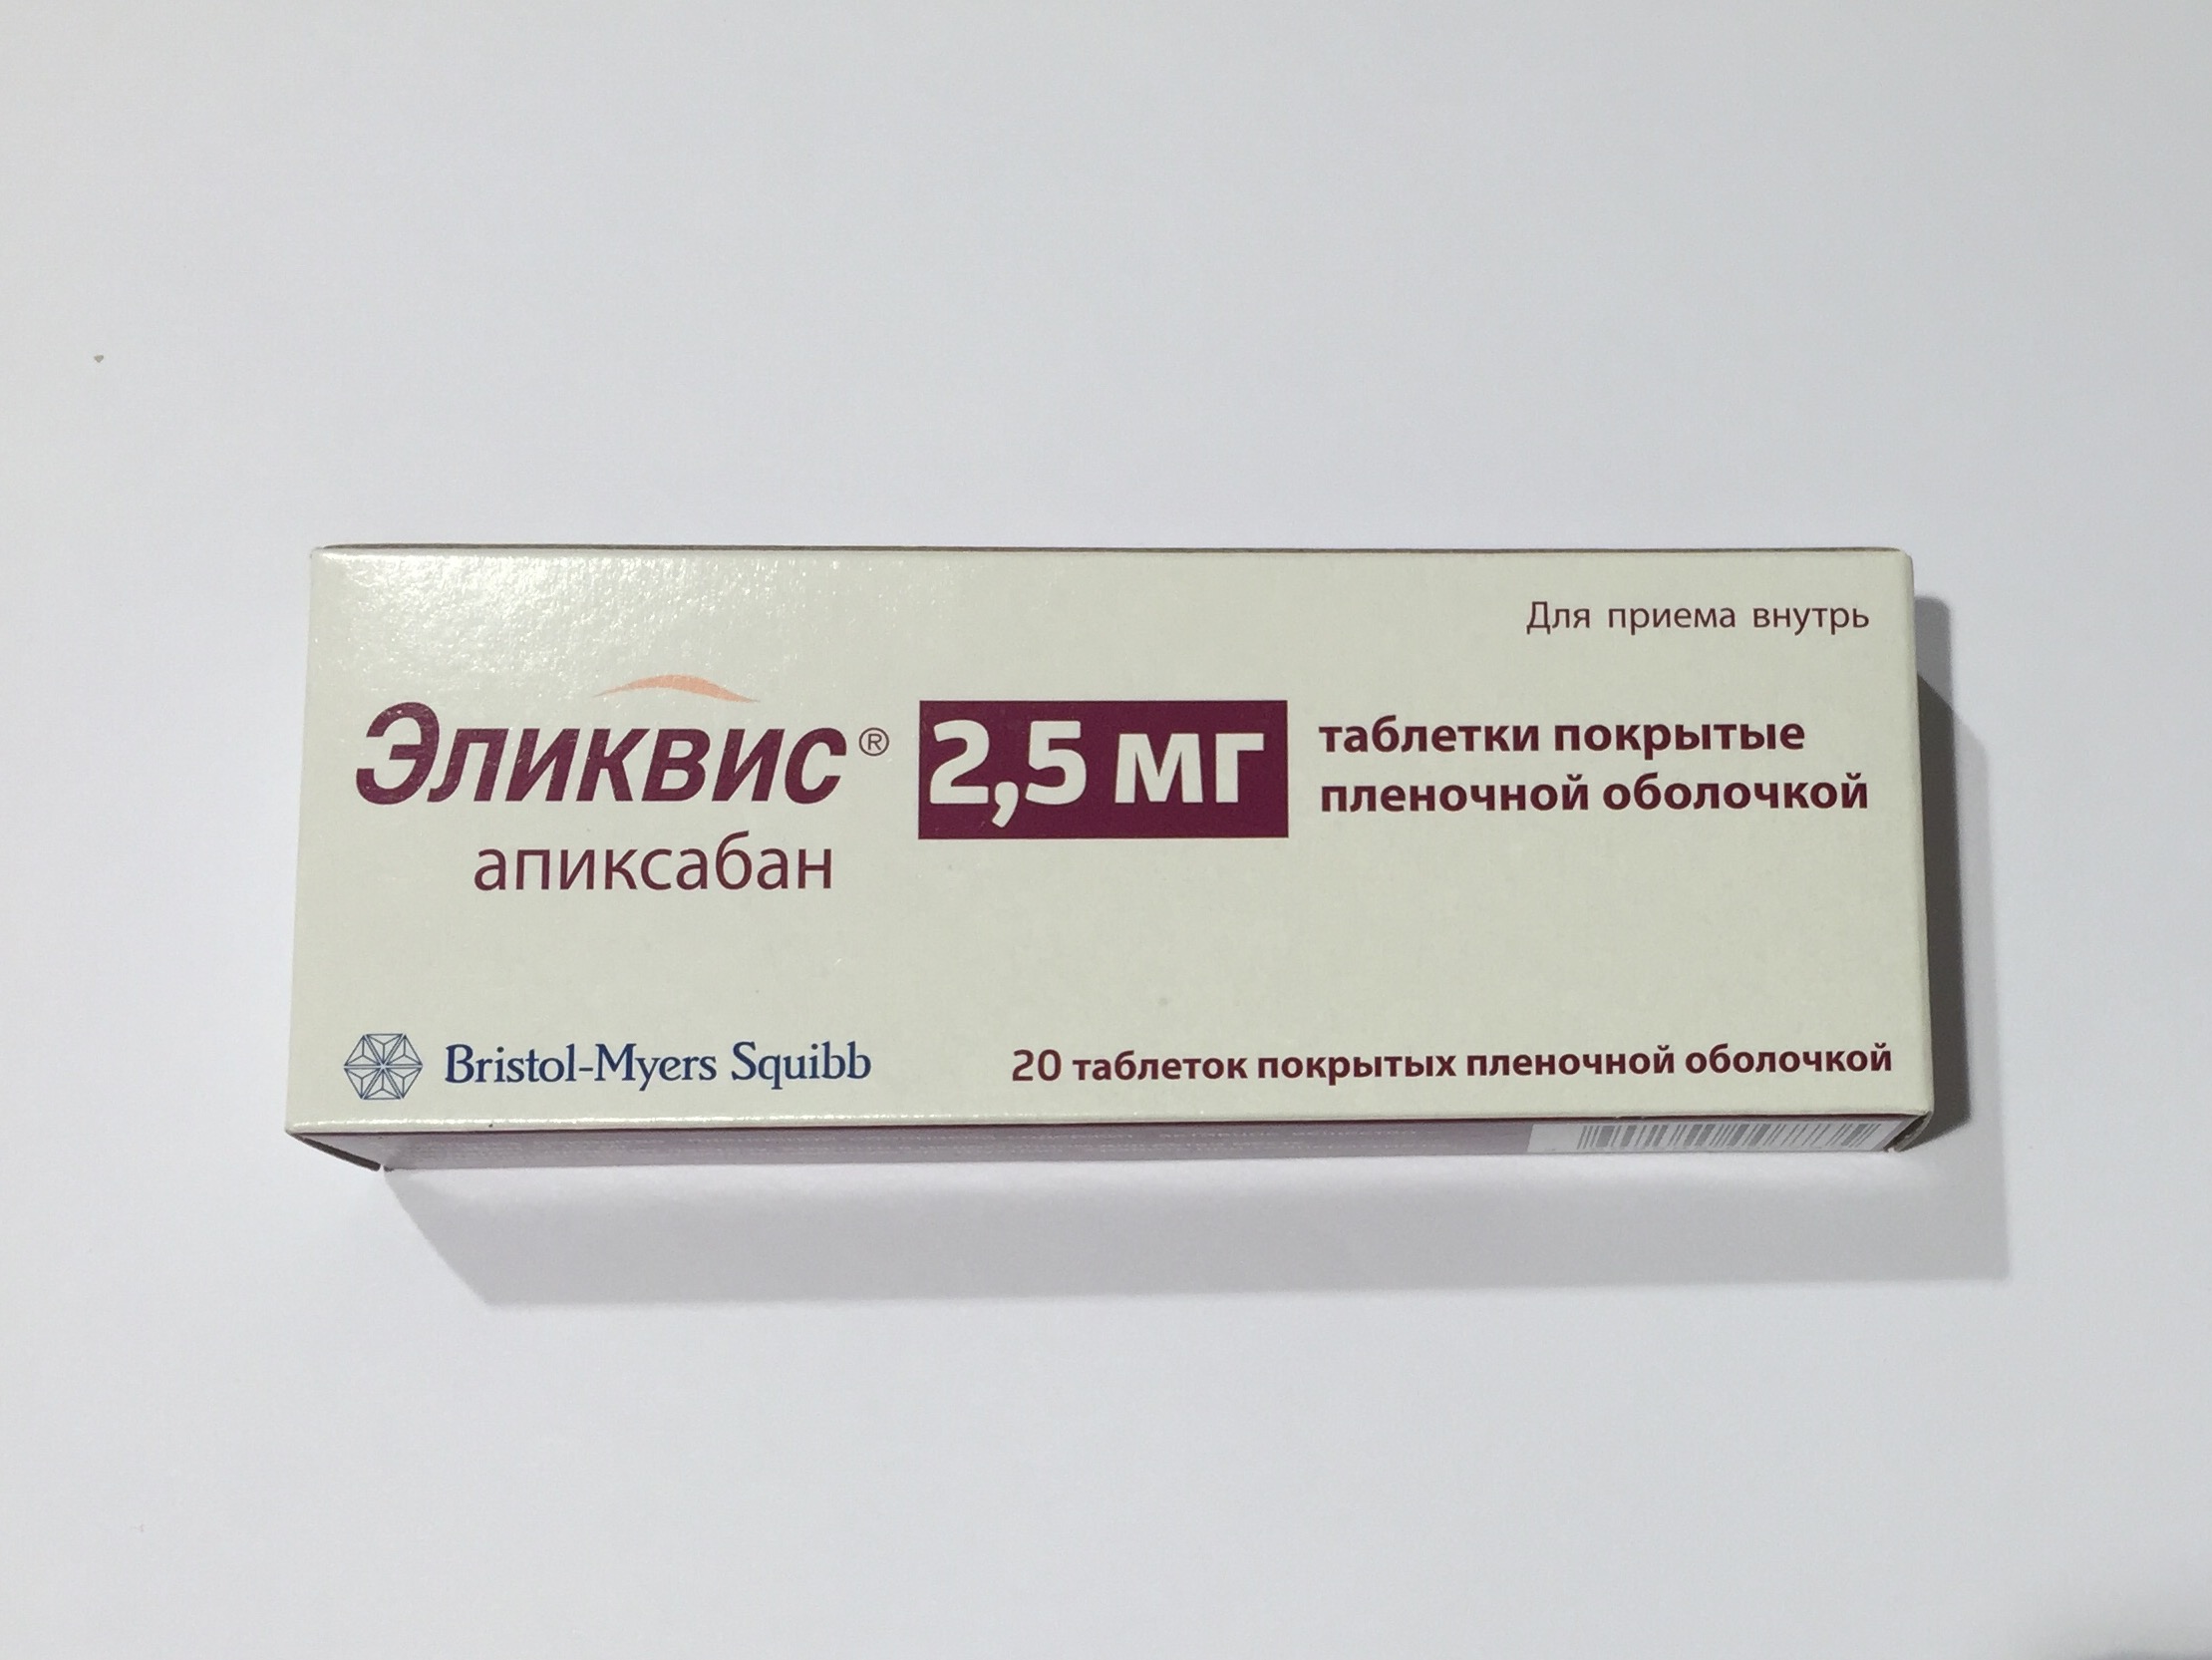 Для приема внутрь
Эликвис® 2,5 мг
таблетки покрытые
пленочной оболочкой
апиксабан
Bristol-Myers Squibb
20 таблеток покрытых пленочной оболочкой